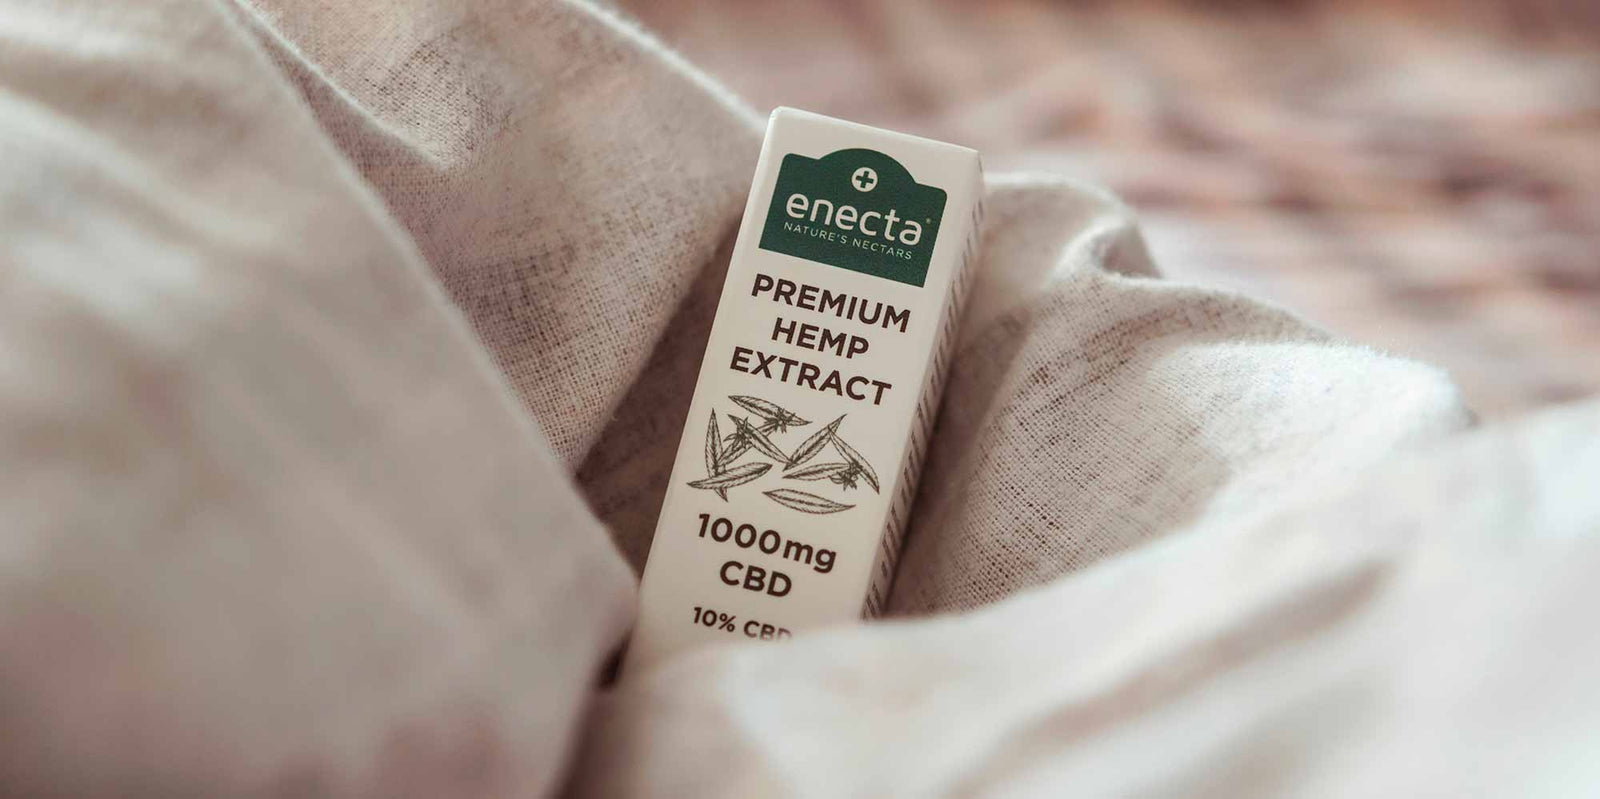 enecta®
NATURE'S NECTARS
PREMIUM
HEMP
EXTRACT
1000mg
CBD
10% CBD